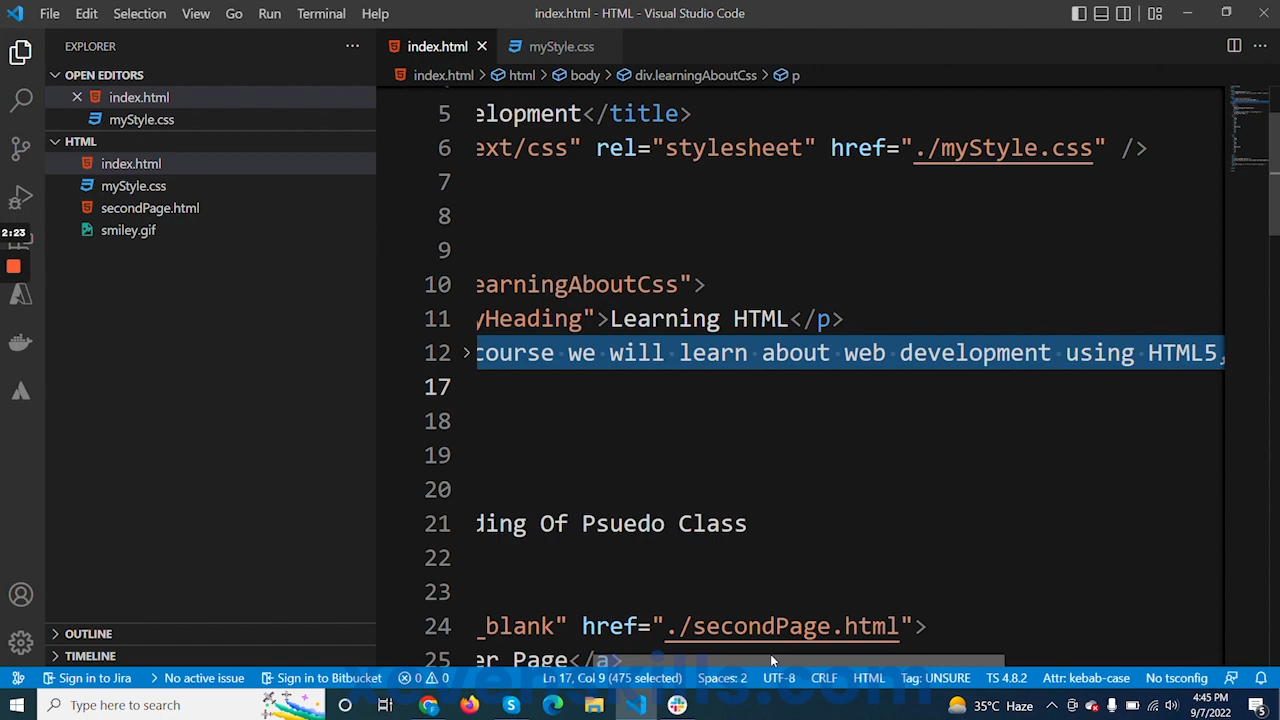 File Edit Selection View Go Run Terminal Help
index.html - HTML - Visual Studio Code
EXPLORER
OPEN EDITORS
index.html
myStyle.css
HTML
index.html
myStyle.css
secondPage.html
smiley.gif
2:23
OUTLINE
TIMELINE
index.html myStyle.css
index.html > html > body > div.learningAboutCss > p
5 elopment</title>
6 ext/css" rel="stylesheet" href="./myStyle.css" />
7
8
9
10 earningAboutCss">
11 yHeading">Learning HTML</p>
12 course we will learn about web development using HTML5,
17
18
19
20
21 ding Of Psuedo Class
22
23
24 _blank" href="./secondPage.html">
25 er Page</a>
Sign in to Jira No active issue Sign in to Bitbucket 0 0 Ln 17, Col 9 (475 selected) Spaces: 2 UTF-8 CRLF HTML Tag: UNSURE TS 4.8.2 Attr: kebab-case No tsconfig
Type here to search
35°C Haze
4:45 PM
9/7/2022
5